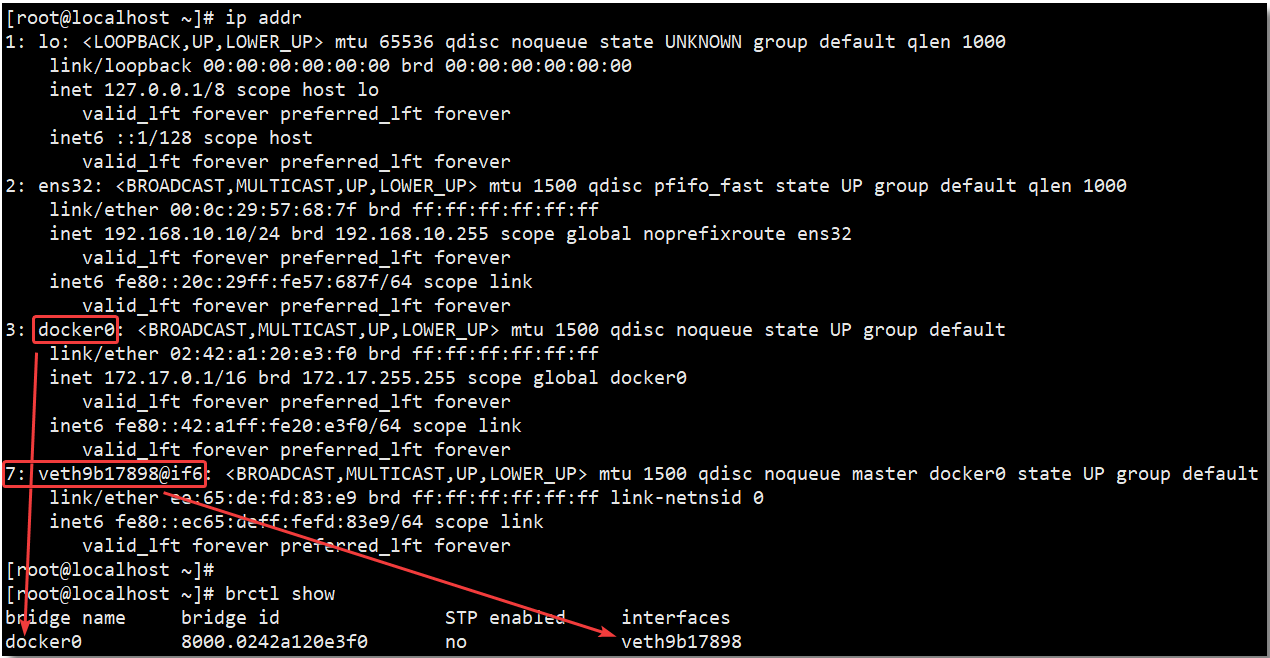 [root@localhost ~]# ip addr
1: lo: <LOOPBACK,UP,LOWER_UP> mtu 65536 qdisc noqueue state UNKNOWN group default qlen 1000
    link/loopback 00:00:00:00:00:00 brd 00:00:00:00:00:00
    inet 127.0.0.1/8 scope host lo
       valid_lft forever preferred_lft forever
    inet6 ::1/128 scope host
       valid_lft forever preferred_lft forever
2: ens32: <BROADCAST,MULTICAST,UP,LOWER_UP> mtu 1500 qdisc pfifo_fast state UP group default qlen 1000
    link/ether 00:0c:29:57:68:7f brd ff:ff:ff:ff:ff:ff
    inet 192.168.10.10/24 brd 192.168.10.255 scope global noprefixroute ens32
       valid_lft forever preferred_lft forever
    inet6 fe80::20c:29ff:fe57:687f/64 scope link
       valid_lft forever preferred_lft forever
3: docker0: <BROADCAST,MULTICAST,UP,LOWER_UP> mtu 1500 qdisc noqueue state UP group default
    link/ether 02:42:a1:20:e3:f0 brd ff:ff:ff:ff:ff:ff
    inet 172.17.0.1/16 brd 172.17.255.255 scope global docker0
       valid_lft forever preferred_lft forever
    inet6 fe80::42:a1ff:fe20:e3f0/64 scope link
       valid_lft forever preferred_lft forever
7: veth9b17898@if6: <BROADCAST,MULTICAST,UP,LOWER_UP> mtu 1500 qdisc noqueue master docker0 state UP group default
    link/ether ee:65:de:fd:83:e9 brd ff:ff:ff:ff:ff:ff link-netnsid 0
    inet6 fe80::ec65:deff:fefd:83e9/64 scope link
       valid_lft forever preferred_lft forever
[root@localhost ~]#
[root@localhost ~]# brctl show
bridge name     bridge id               STP enabled     interfaces
docker0         8000.0242a120e3f0       no              veth9b17898